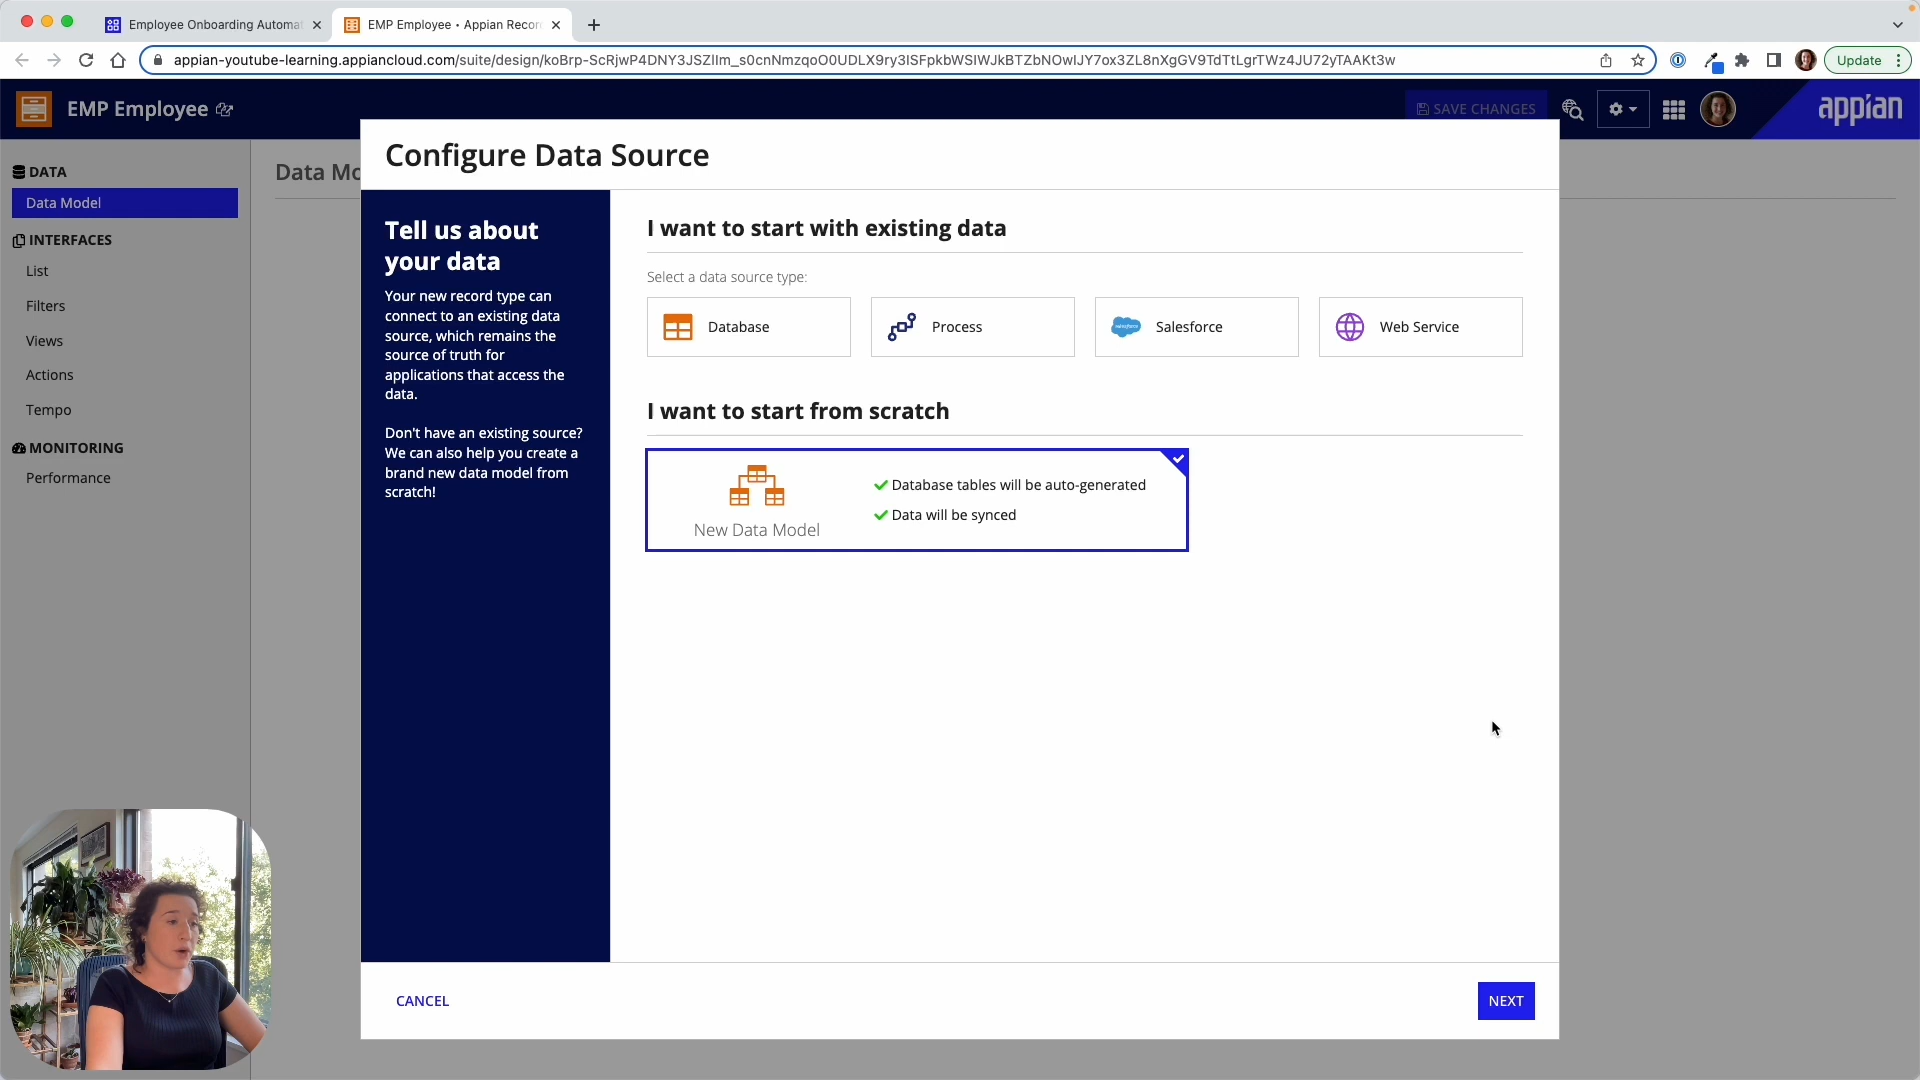 Employee Onboarding Automat
EMP Employee • Appian Recor
appian-youtube-learning.appiancloud.com/suite/design/koBrp-ScRjwP4DNY3JSZIIm_s0cnNmzqoO0UDLX9ry3ISFpkbWSIWJkBTZbNOwIJY7ox3ZL8nXgGV9TdTtLgrTWz4JU72yTAAKt3w
Update
EMP Employee
SAVE CHANGES
appian
DATA
Data Model
INTERFACES
List
Filters
Views
Actions
Tempo
MONITORING
Performance
Data Mo
Configure Data Source
Tell us about
your data
Your new record type can
connect to an existing data
source, which remains the
source of truth for
applications that access the
data.
Don't have an existing source?
We can also help you create a
brand new data model from
scratch!
I want to start with existing data
Select a data source type:
Database
Process
Salesforce
Web Service
I want to start from scratch
New Data Model
Database tables will be auto-generated
Data will be synced
CANCEL
NEXT